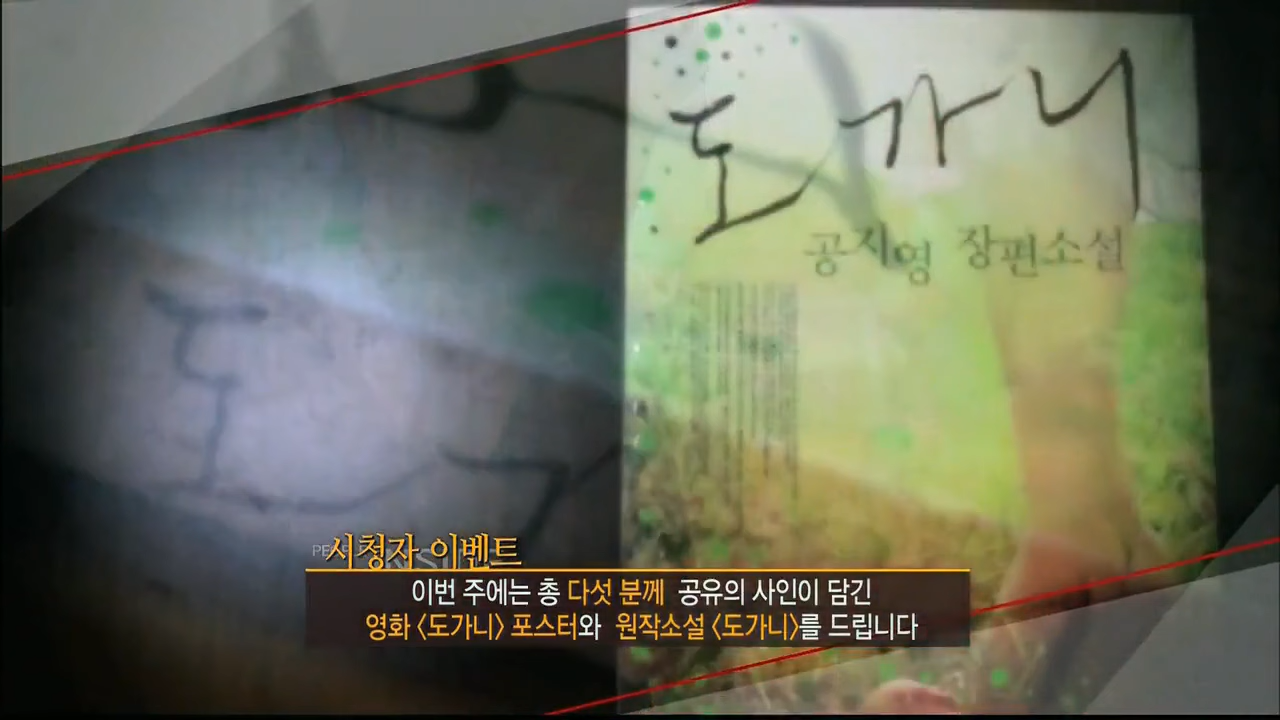 도가니
공지영 장편소설
시청자 이벤트
이번 주에는 총 다섯 분께 공유의 사인이 담긴
영화 〈도가니〉 포스터와 원작소설 〈도가니〉를 드립니다